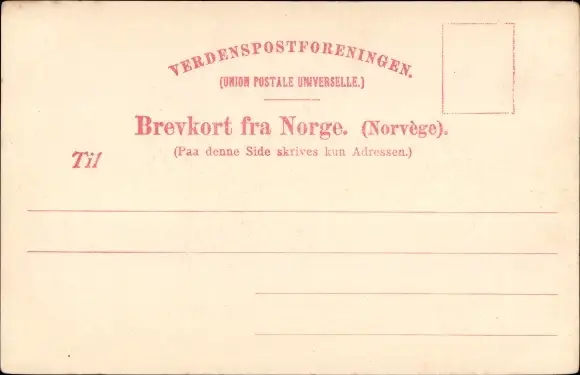 VERDENSPOSTFORENINGEN.
(UNION POSTALE UNIVERSELLE.)
Brevkort fra Norge. (Norvège).
(Paa denne Side skrives kun Adressen.)
Til